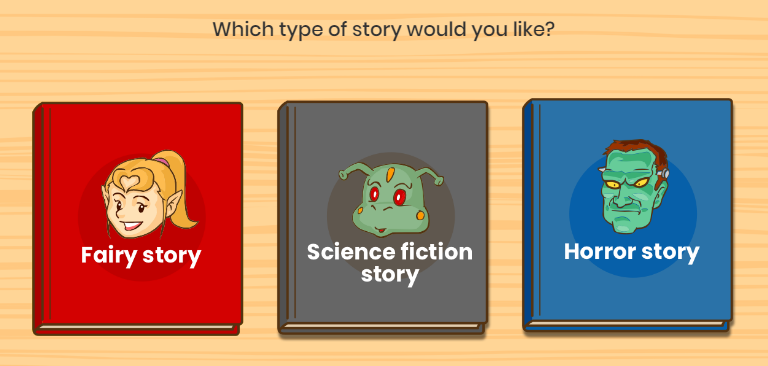 Which type of story would you like?
Fairy story
Science fiction
story
Horror story